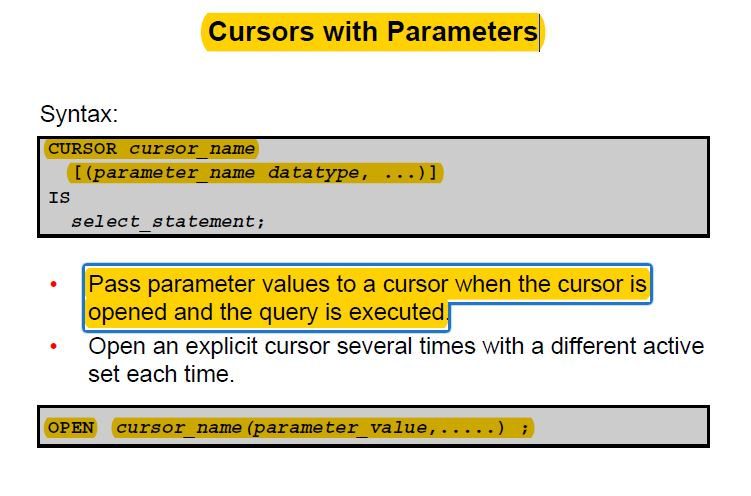 Cursors with Parameters
Syntax:
CURSOR cursor_name
[(parameter_name datatype, ...)]
IS
select_statement;
• Pass parameter values to a cursor when the cursor is
opened and the query is executed.
• Open an explicit cursor several times with a different active
set each time.
OPEN cursor_name(parameter_value,.....) ;